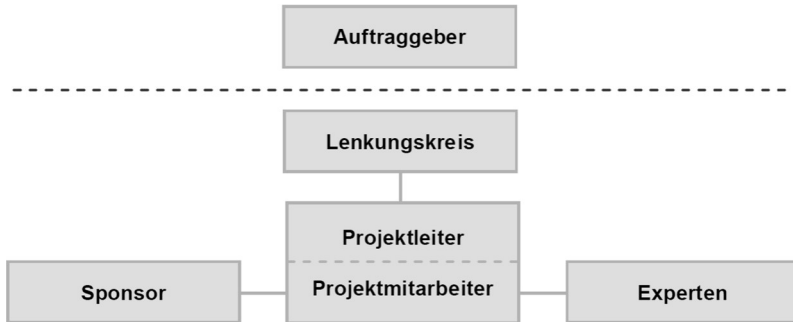 Auftraggeber
Lenkungskreis
Projektleiter
Sponsor
Projektmitarbeiter
Experten